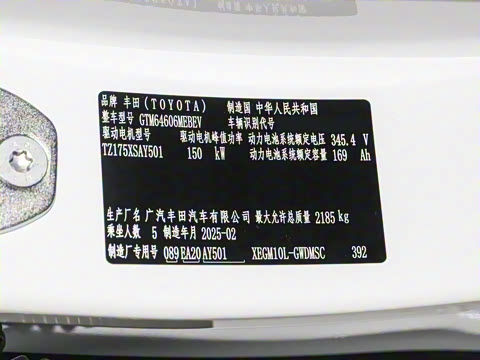 品牌 丰田(TOYOTA) 制造国 中华人民共和国
整车型号 GTM64606MEBEV 车辆识别代号
驱动电机型号 驱动电机峰值功率 动力电池系统额定电压 345.4 V
TZ175XSAY501 150 kW 动力电池系统额定容量 169 Ah
生产厂名 广汽丰田汽车有限公司 最大允许总质量 2185 kg
乘坐人数 5 制造年月 2025-02
制造厂专用号 089 EA20 AY501 XEGM10L-GWDMSC 392